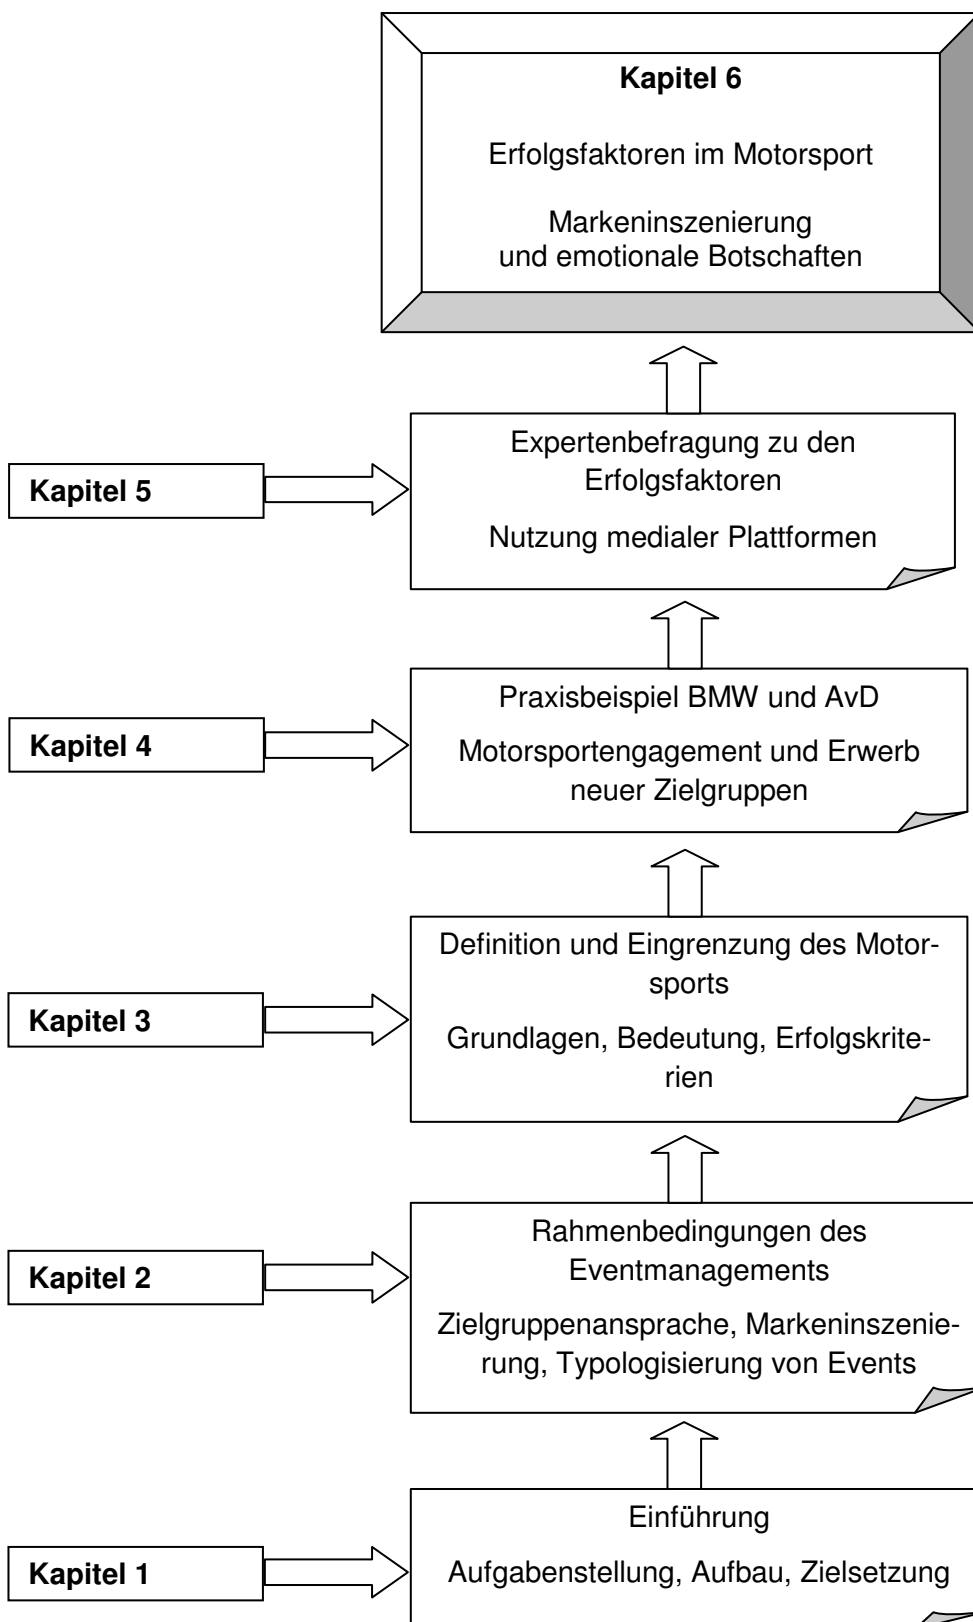 Kapitel 6
Erfolgsfaktoren im Motorsport
Markeninszenierung
und emotionale Botschaften
Kapitel 5
Expertenbefragung zu den
Erfolgsfaktoren
Nutzung medialer Plattformen
Kapitel 4
Praxisbeispiel BMW und AvD
Motorsportengagement und Erwerb
neuer Zielgruppen
Kapitel 3
Definition und Eingrenzung des Motor-
sports
Grundlagen, Bedeutung, Erfolgskrite-
rien
Kapitel 2
Rahmenbedingungen des
Eventmanagements
Zielgruppenansprache, Markeninszenie-
rung, Typologisierung von Events
Kapitel 1
Einführung
Aufgabenstellung, Aufbau, Zielsetzung